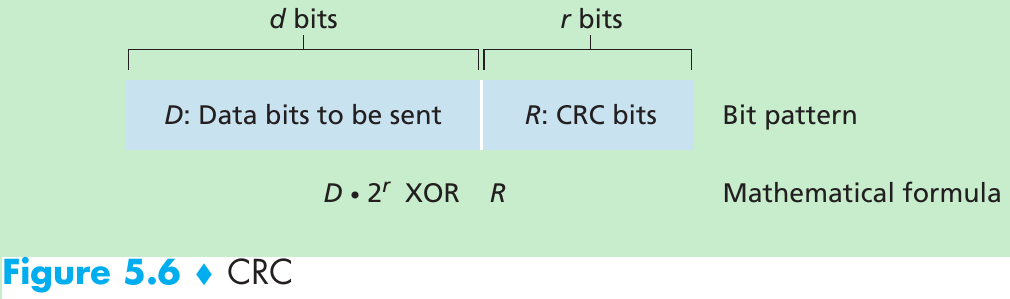 d bits r bits
D: Data bits to be sent R: CRC bits Bit pattern
D • 2^r XOR R Mathematical formula
Figure 5.6 ♦ CRC